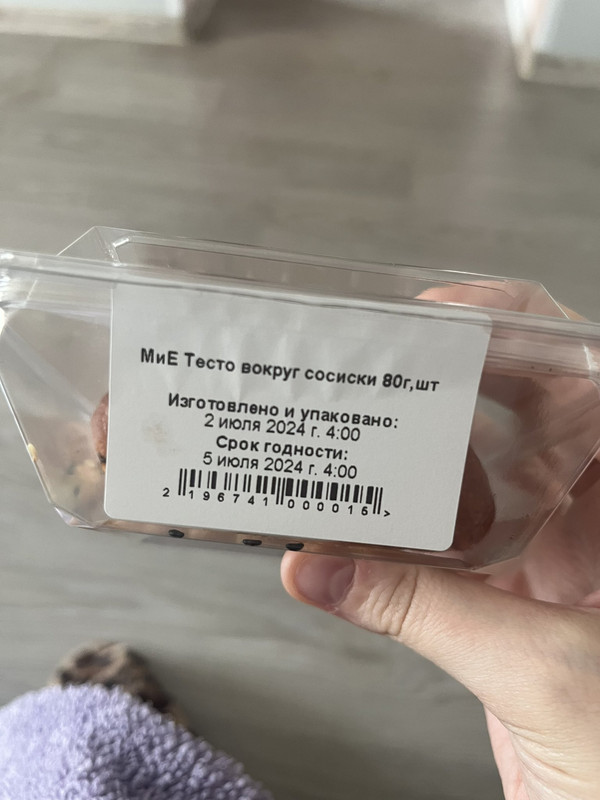 МиЕ Тесто вокруг сосиски 80г,шт
Изготовлено и упаковано:
2 июля 2024 г. 4:00
Срок годности:
5 июля 2024 г. 4:00
2 196741 000015 >